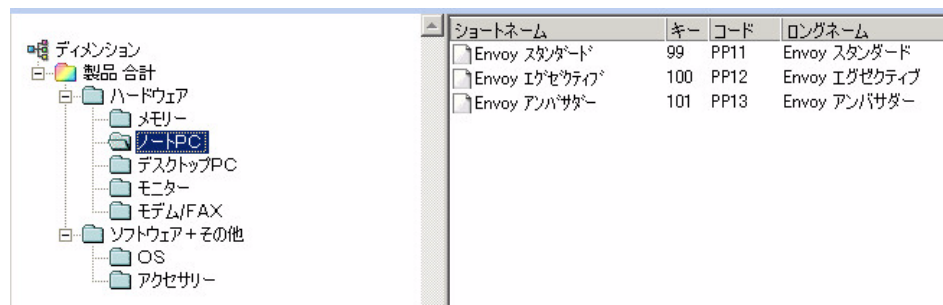 ディメンション
製品 合計
ハードウェア
メモリー
ノートPC
デスクトップPC
モニター
モデム/FAX
ソフトウェア+その他
OS
アクセサリー
ショートネーム キー コード ロングネーム
Envoy ｽﾀﾝﾀﾞｰﾄﾞ 99 PP11 Envoy スタンダード
Envoy ｴｸﾞｾﾞｸﾃｨﾌﾞ 100 PP12 Envoy エグゼクティブ
Envoy ｱﾝﾊﾞｻﾀﾞｰ 101 PP13 Envoy アンバサダー